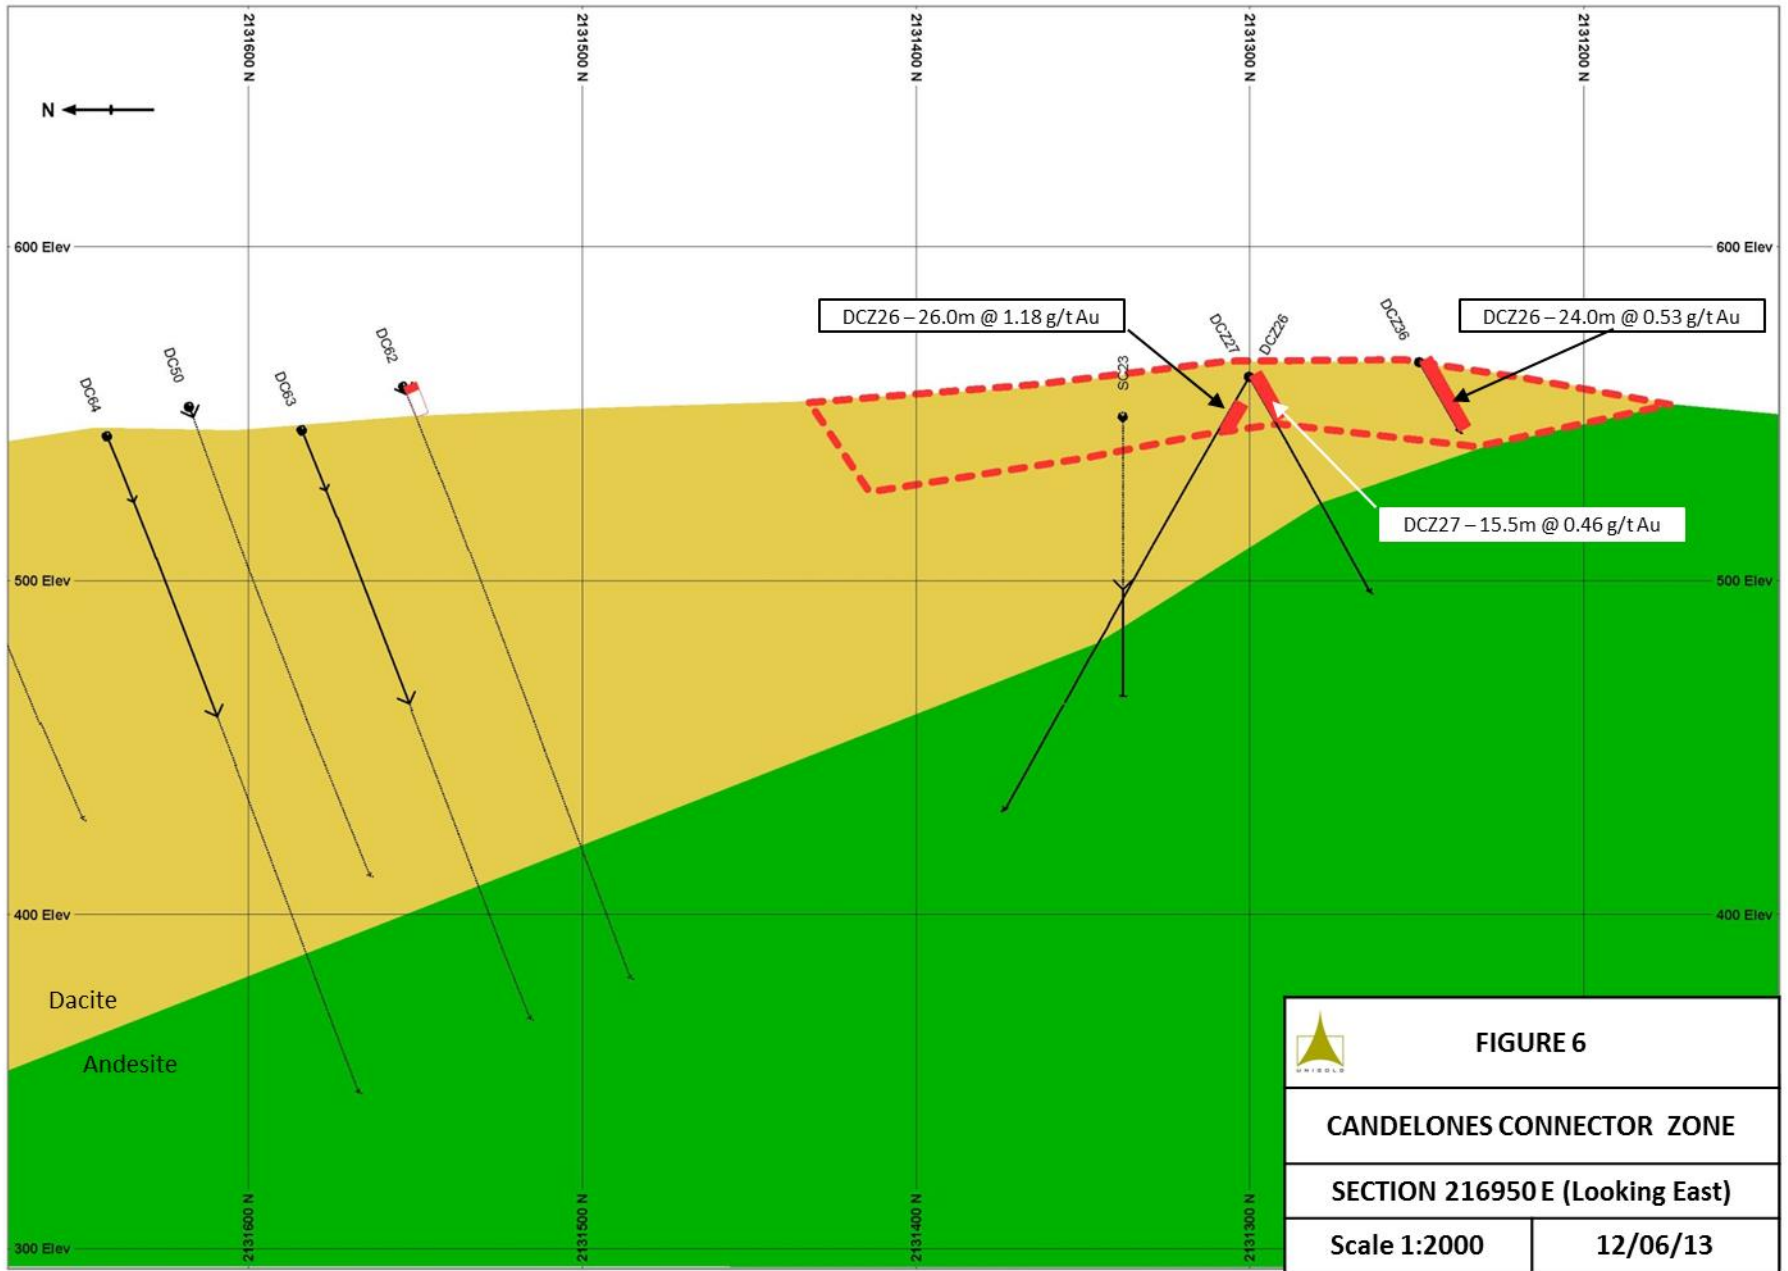 2131600 N
2131500 N
2131400 N
2131300 N
2131200 N
N
600 Elev
600 Elev
DCZ26 – 26.0m @ 1.18 g/t Au
DCZ26 – 24.0m @ 0.53 g/t Au
DC64
DC50
DC63
DC62
SC23
DCZ27
DCZ26
DCZ36
DCZ27 – 15.5m @ 0.46 g/t Au
500 Elev
500 Elev
400 Elev
400 Elev
Dacite
Andesite
UNIGOLD
FIGURE 6
CANDELONES CONNECTOR ZONE
SECTION 216950 E (Looking East)
Scale 1:2000
12/06/13
300 Elev
2131600 N
2131500 N
2131400 N
2131300 N